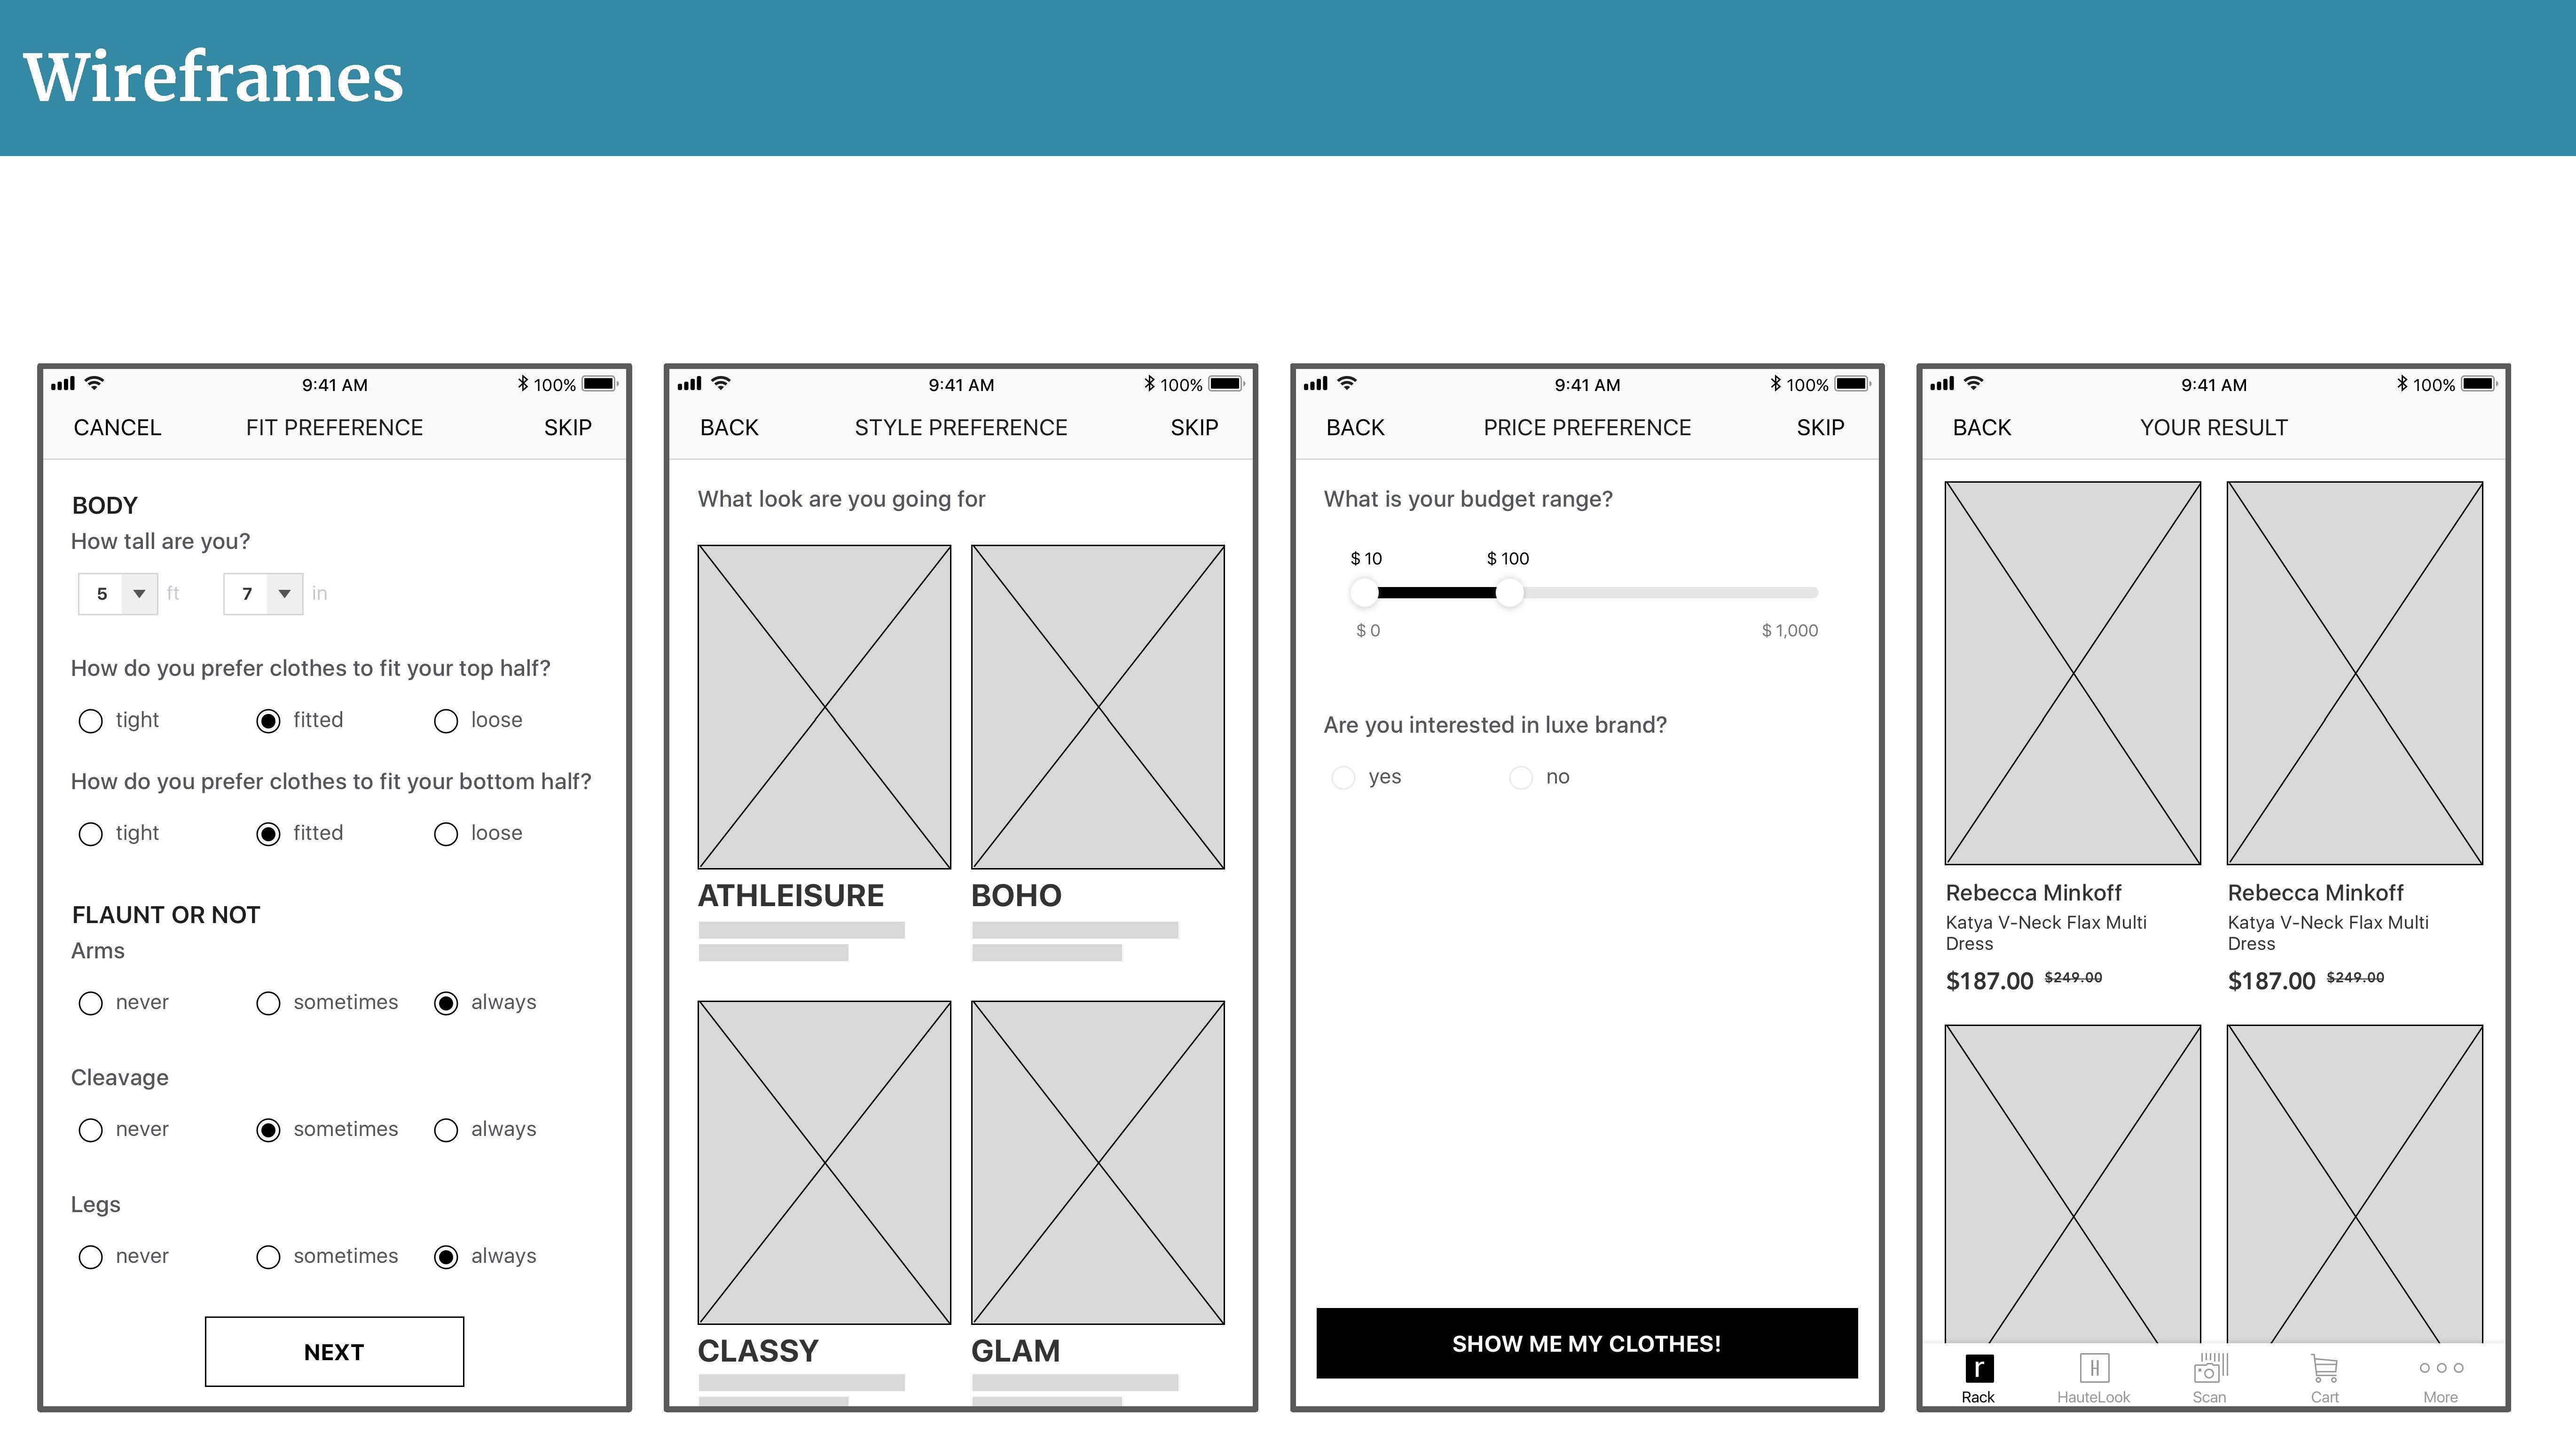 Wireframes
9:41 AM
100%
CANCEL
FIT PREFERENCE
SKIP
BODY
How tall are you?
5 ft 7 in
How do you prefer clothes to fit your top half?
tight fitted loose
How do you prefer clothes to fit your bottom half?
tight fitted loose
FLAUNT OR NOT
Arms
never sometimes always
Cleavage
never sometimes always
Legs
never sometimes always
NEXT
9:41 AM
100%
BACK
STYLE PREFERENCE
SKIP
What look are you going for
ATHLEISURE
BOHO
CLASSY
GLAM
9:41 AM
100%
BACK
PRICE PREFERENCE
SKIP
What is your budget range?
$ 10 $ 100
$ 0 $ 1,000
Are you interested in luxe brand?
yes no
SHOW ME MY CLOTHES!
9:41 AM
100%
BACK
YOUR RESULT
Rebecca Minkoff
Katya V-Neck Flax Multi
Dress
$187.00 $249.00
Rebecca Minkoff
Katya V-Neck Flax Multi
Dress
$187.00 $249.00
r
H
Rack
HauteLook
Scan
Cart
More